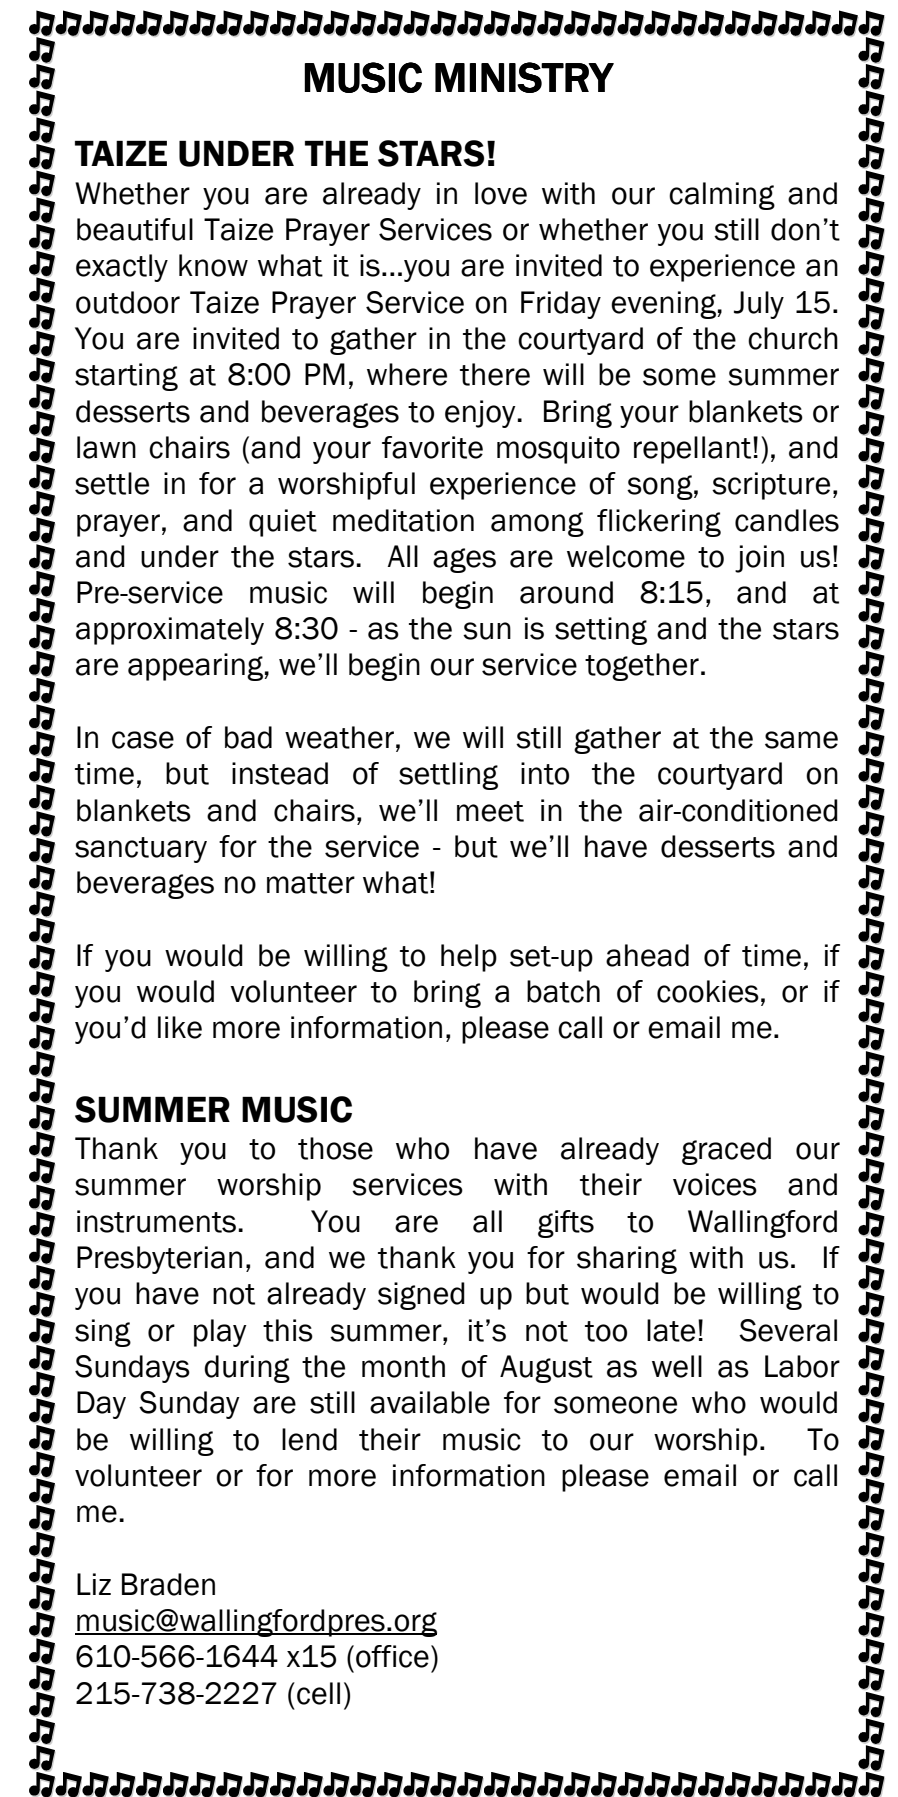 MUSIC MINISTRY
TAIZE UNDER THE STARS!
Whether you are already in love with our calming and
beautiful Taize Prayer Services or whether you still don’t
exactly know what it is...you are invited to experience an
outdoor Taize Prayer Service on Friday evening, July 15.
You are invited to gather in the courtyard of the church
starting at 8:00 PM, where there will be some summer
desserts and beverages to enjoy.  Bring your blankets or
lawn chairs (and your favorite mosquito repellant!), and
settle in for a worshipful experience of song, scripture,
prayer, and quiet meditation among flickering candles
and under the stars.  All ages are welcome to join us!
Pre-service music will begin around 8:15, and at
approximately 8:30 - as the sun is setting and the stars
are appearing, we’ll begin our service together.
In case of bad weather, we will still gather at the same
time, but instead of settling into the courtyard on
blankets and chairs, we’ll meet in the air-conditioned
sanctuary for the service - but we’ll have desserts and
beverages no matter what!
If you would be willing to help set-up ahead of time, if
you would volunteer to bring a batch of cookies, or if
you’d like more information, please call or email me.
SUMMER MUSIC
Thank you to those who have already graced our
summer worship services with their voices and
instruments.  You are all gifts to Wallingford
Presbyterian, and we thank you for sharing with us.  If
you have not already signed up but would be willing to
sing or play this summer, it’s not too late!  Several
Sundays during the month of August as well as Labor
Day Sunday are still available for someone who would
be willing to lend their music to our worship.  To
volunteer or for more information please email or call
me.
Liz Braden
music@wallingfordpres.org
610-566-1644 x15 (office)
215-738-2227 (cell)